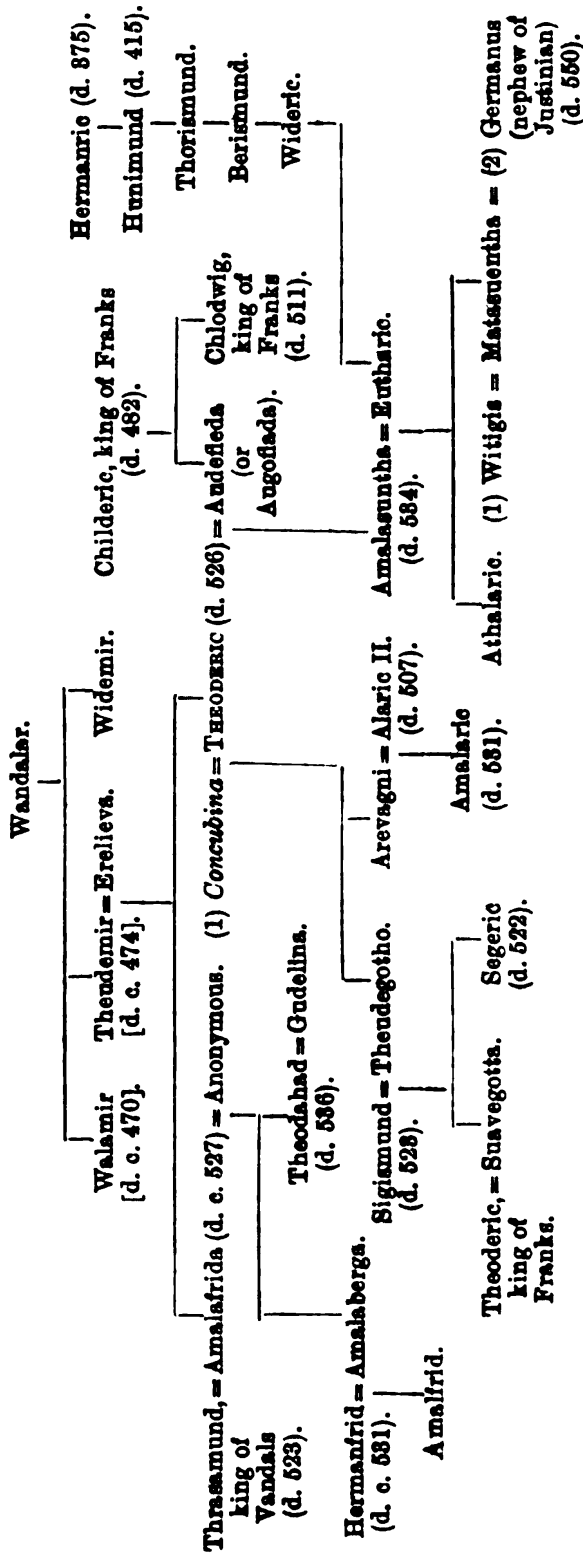 Wandalar.
Hermanric (d. 375).
Walamir Theudemir = Erelieva. Widemir. Childeric, king of Franks Hunimund (d. 415).
[d. c. 470]. [d. c. 474]. (d. 482).
Thorismund.
Berismund.
Thrasamund, = Amalafrida (d. c. 527) = Anonymous. (1) Concubina = THEODERIC (d. 526) = Audefleda Chlodwig, Wideric.
king of (or king of
Vandals Augoflada). Franks
(d. 523). (d. 511).
Theodahad = Gudelina.
(d. 536).
Hermanfrid = Amalaberga. Sigismund = Theudegotho. Arevagni = Alaric II. Amalasuntha = Eutharic.
(d. c. 531). (d. 523). (d. 507). (d. 534).
Amalfrid. Amalaric
(d. 531).
Theoderic, = Suavegotta. Segeric Athalaric. (1) Witigis = Matasuentha = (2) Germanus
king of (d. 522). (nephew of
Franks. Justinian)
(d. 550).